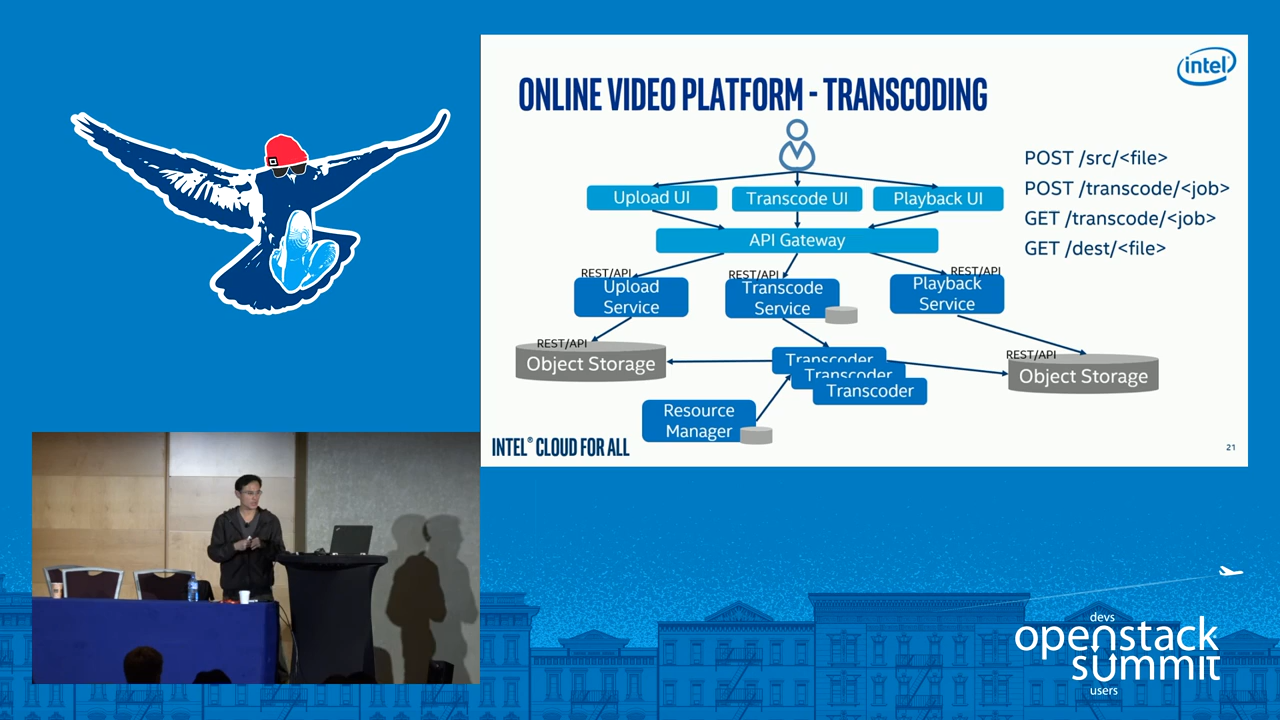 ONLINE VIDEO PLATFORM - TRANSCODING
intel
POST /src/<file>
POST /transcode/<job>
GET /transcode/<job>
GET /dest/<file>
Upload UI
Transcode UI
Playback UI
API Gateway
REST/API
Upload
Service
REST/API
Transcode
Service
REST/API
Playback
Service
REST/API
Object Storage
Transcoder
Transcoder
Transcoder
REST/API
Object Storage
Resource
Manager
INTEL® CLOUD FOR ALL
21
devs
openstack
summit
users